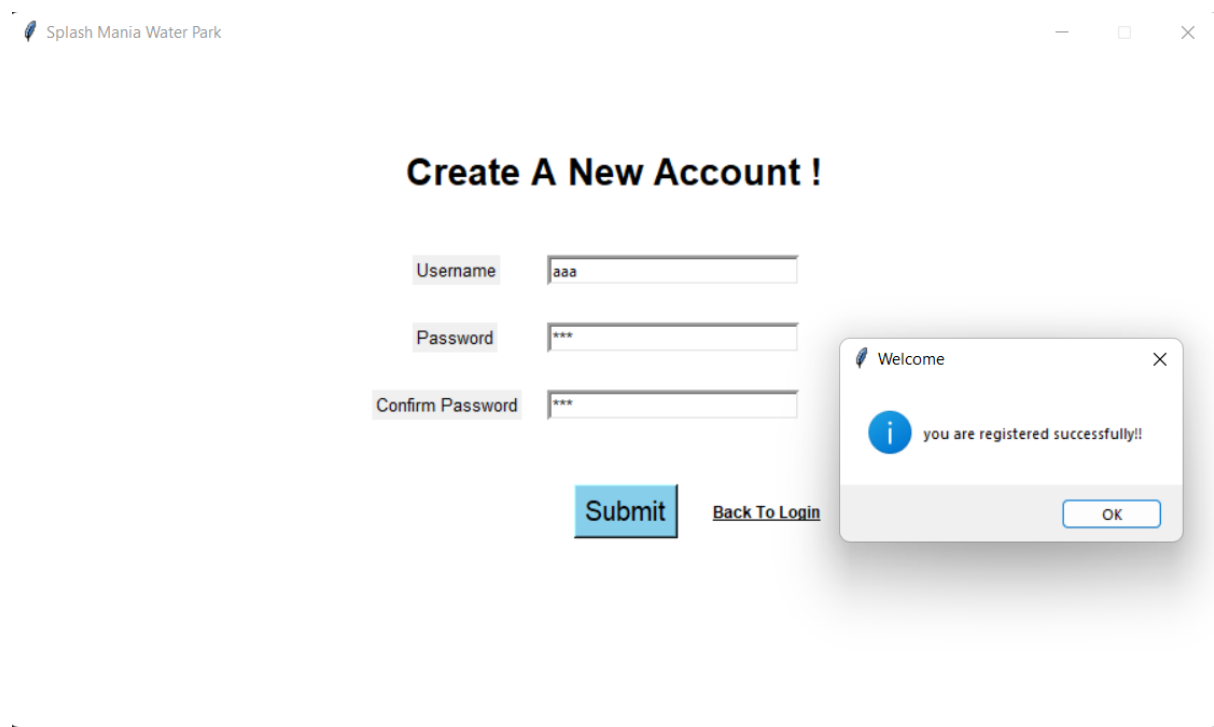 Splash Mania Water Park
Create A New Account !
Username
aaa
Password
***
Confirm Password
***
Submit
Back To Login
Welcome
you are registered successfully!!
OK